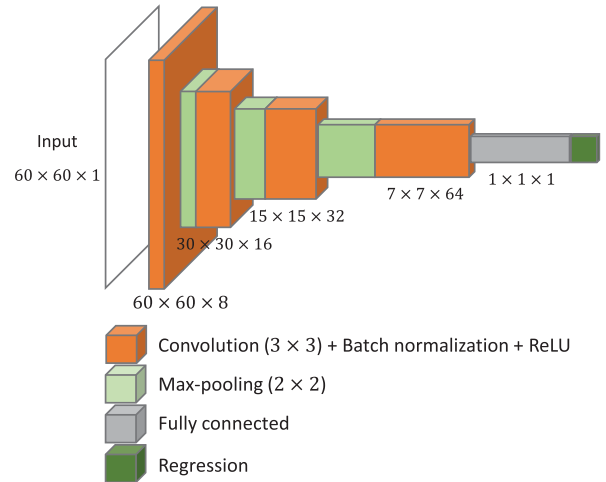 Input
60 × 60 × 1
60 × 60 × 8
30 × 30 × 16
15 × 15 × 32
7 × 7 × 64
1 × 1 × 1
Convolution (3 × 3) + Batch normalization + ReLU
Max-pooling (2 × 2)
Fully connected
Regression